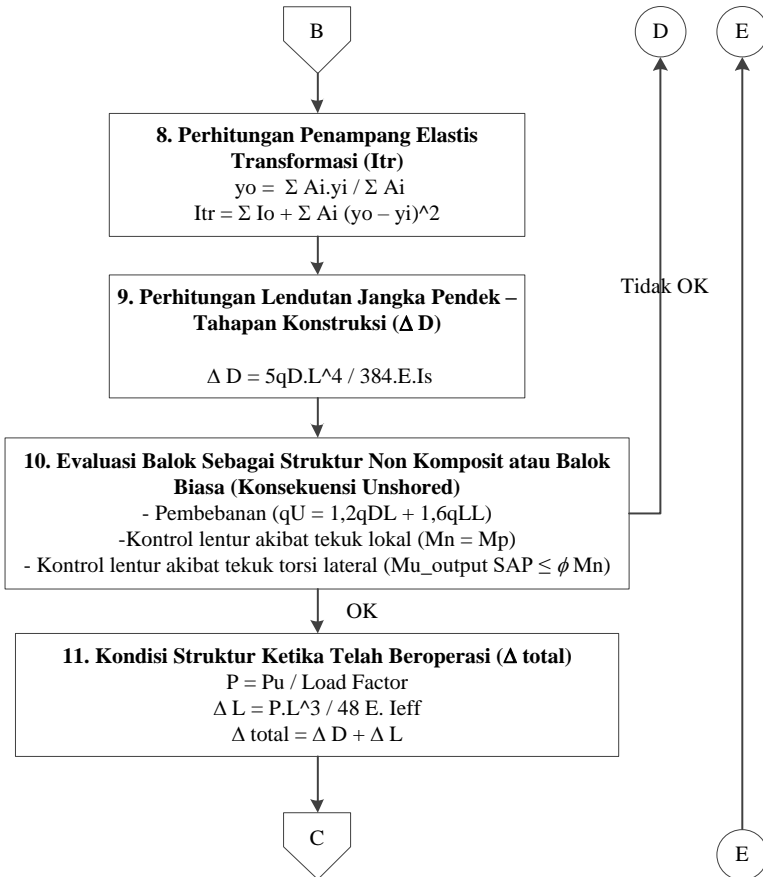 B
D
E
8. Perhitungan Penampang Elastis
Transformasi (Itr)
yo = Σ Ai.yi / Σ Ai
Itr = Σ Io + Σ Ai (yo – yi)^2
Tidak OK
9. Perhitungan Lendutan Jangka Pendek –
Tahapan Konstruksi (Δ D)
Δ D = 5qD.L^4 / 384.E.Is
10. Evaluasi Balok Sebagai Struktur Non Komposit atau Balok
Biasa (Konsekuensi Unshored)
- Pembebanan (qU = 1,2qDL + 1,6qLL)
-Kontrol lentur akibat tekuk lokal (Mn = Mp)
- Kontrol lentur akibat tekuk torsi lateral (Mu_output SAP ≤ ϕ Mn)
OK
11. Kondisi Struktur Ketika Telah Beroperasi (Δ total)
P = Pu / Load Factor
Δ L = P.L^3 / 48 E. Ieff
Δ total = Δ D + Δ L
C
E